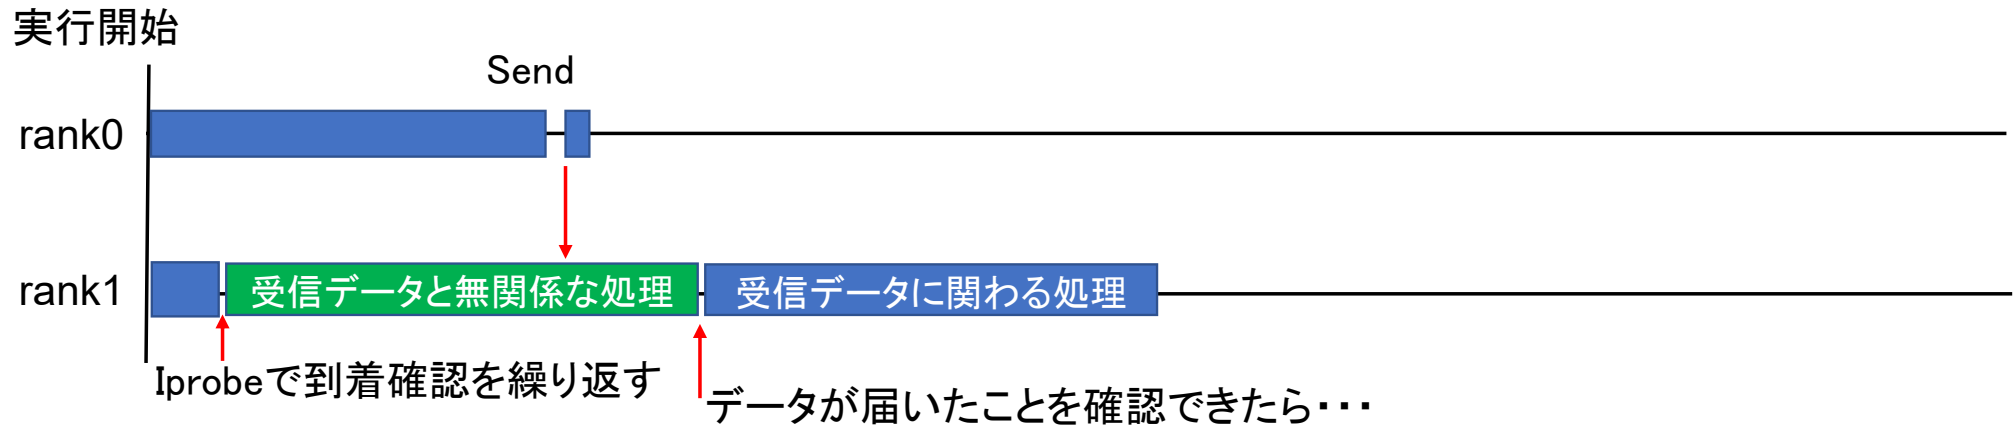 実行開始
Send
rank0
rank1
受信データと無関係な処理
受信データに関わる処理
Iprobeで到着確認を繰り返す
データが届いたことを確認できたら・・・